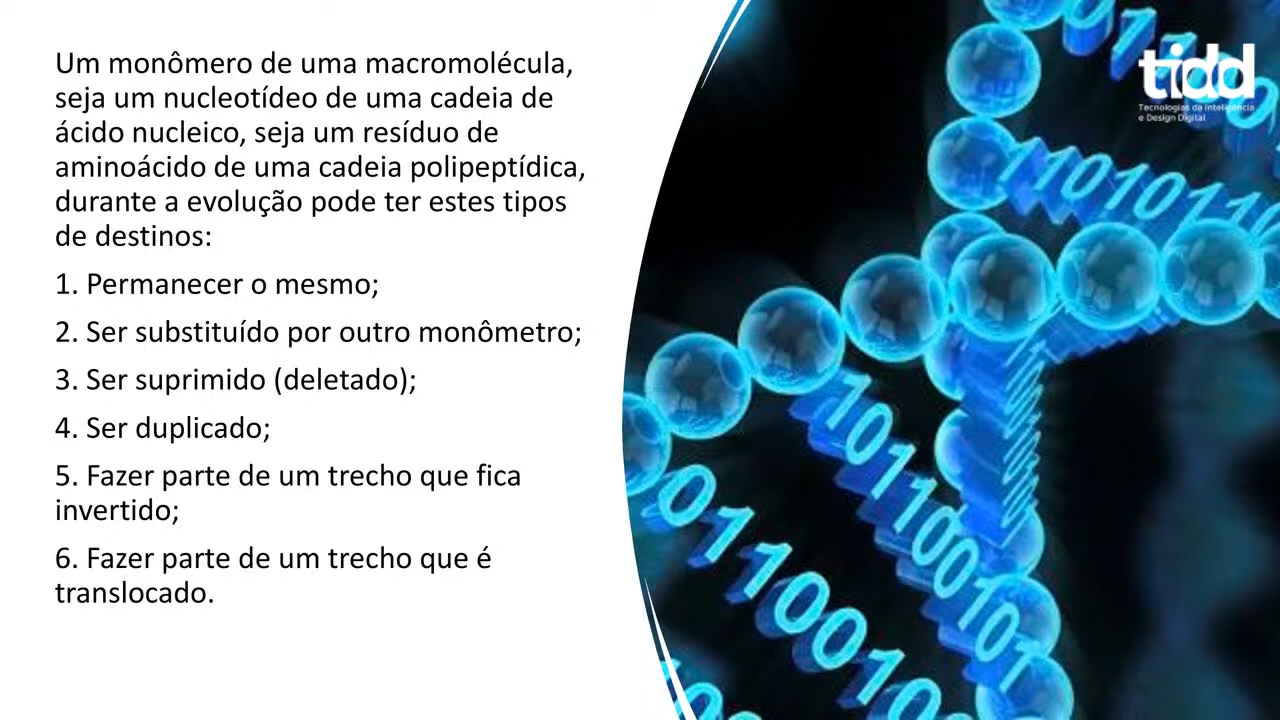 Um monômero de uma macromolécula,
seja um nucleotídeo de uma cadeia de
ácido nucleico, seja um resíduo de
aminoácido de uma cadeia polipeptídica,
durante a evolução pode ter estes tipos
de destinos:
1. Permanecer o mesmo;
2. Ser substituído por outro monômetro;
3. Ser suprimido (deletado);
4. Ser duplicado;
5. Fazer parte de um trecho que fica
invertido;
6. Fazer parte de um trecho que é
translocado.
tidd
Tecnologias da Inteligência
e Design Digital
11010110
1011100101
0110010